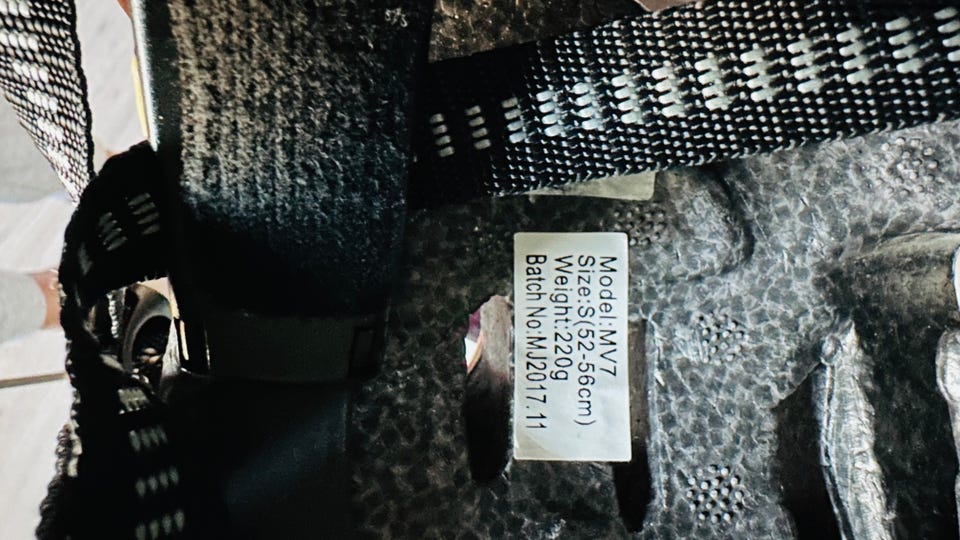 Model:MV7
Size:S(52-56cm)
Weight:220g
Batch No:MJ2017.11